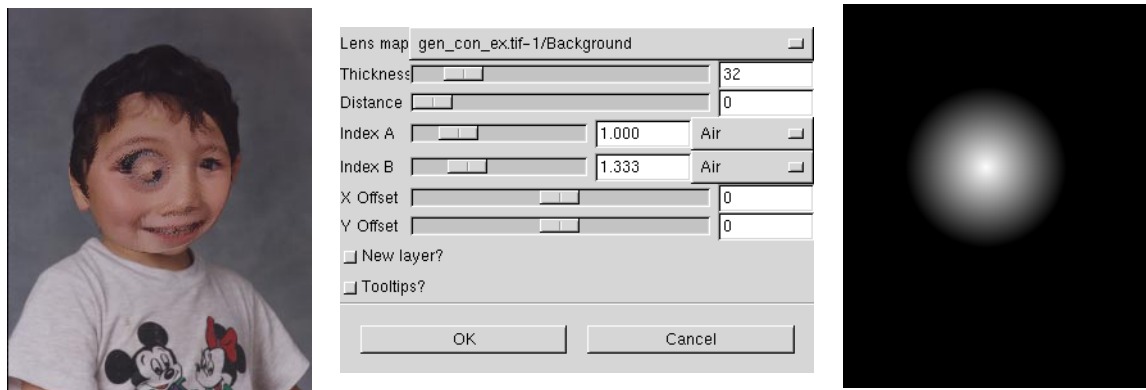 Lens map gen_con_ex.tif-1/Background
Thickness 32
Distance 0
Index A 1.000 Air
Index B 1.333 Air
X Offset 0
Y Offset 0
New layer?
Tooltips?
OK Cancel